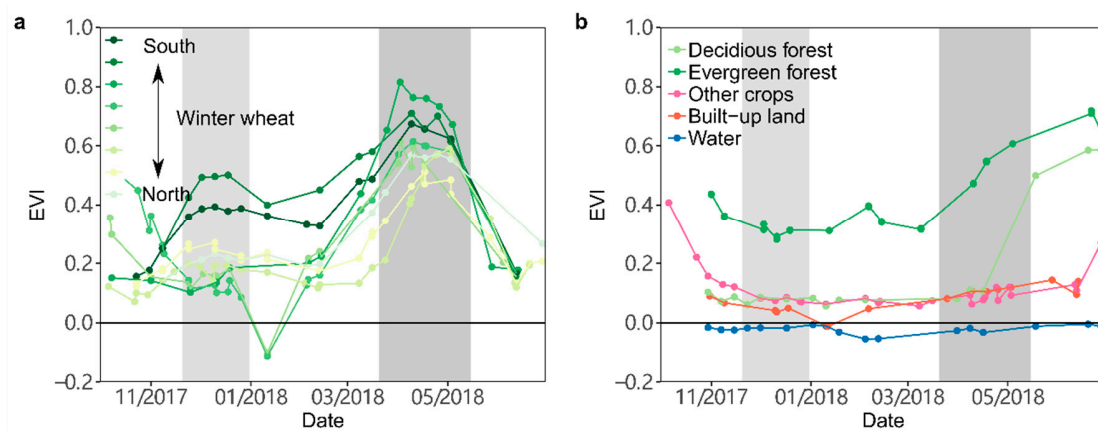 a
1.0
0.8
0.6
0.4
0.2
0.0
−0.2
EVI
South
Winter wheat
North
11/2017 01/2018 03/2018 05/2018
Date
b
1.0
0.8
0.6
0.4
0.2
0.0
−0.2
EVI
Decidious forest
Evergreen forest
Other crops
Built-up land
Water
11/2017 01/2018 03/2018 05/2018
Date